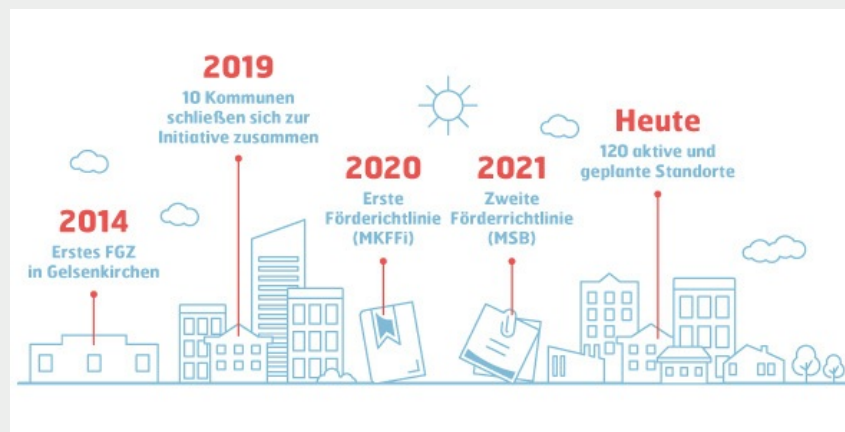 2014
Erstes FGZ
in Gelsenkirchen
2019
10 Kommunen
schließen sich zur
Initiative zusammen
2020
Erste
Förderichtlinie
(MKFFi)
2021
Zweite
Förderrichtlinie
(MSB)
Heute
120 aktive und
geplante Standorte